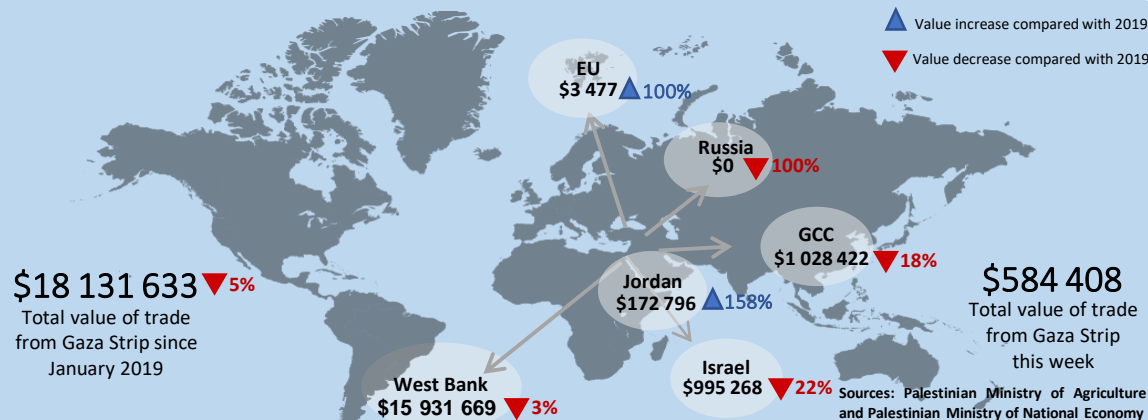 Value increase compared with 2019
Value decrease compared with 2019
EU
$3 477
100%
Russia
$0
100%
GCC
$1 028 422
18%
Jordan
$172 796
158%
$18 131 633
5%
Total value of trade
from Gaza Strip since
January 2019
$584 408
Total value of trade
from Gaza Strip
this week
West Bank
$15 931 669
3%
Israel
$995 268
22%
Sources: Palestinian Ministry of Agriculture
and Palestinian Ministry of National Economy